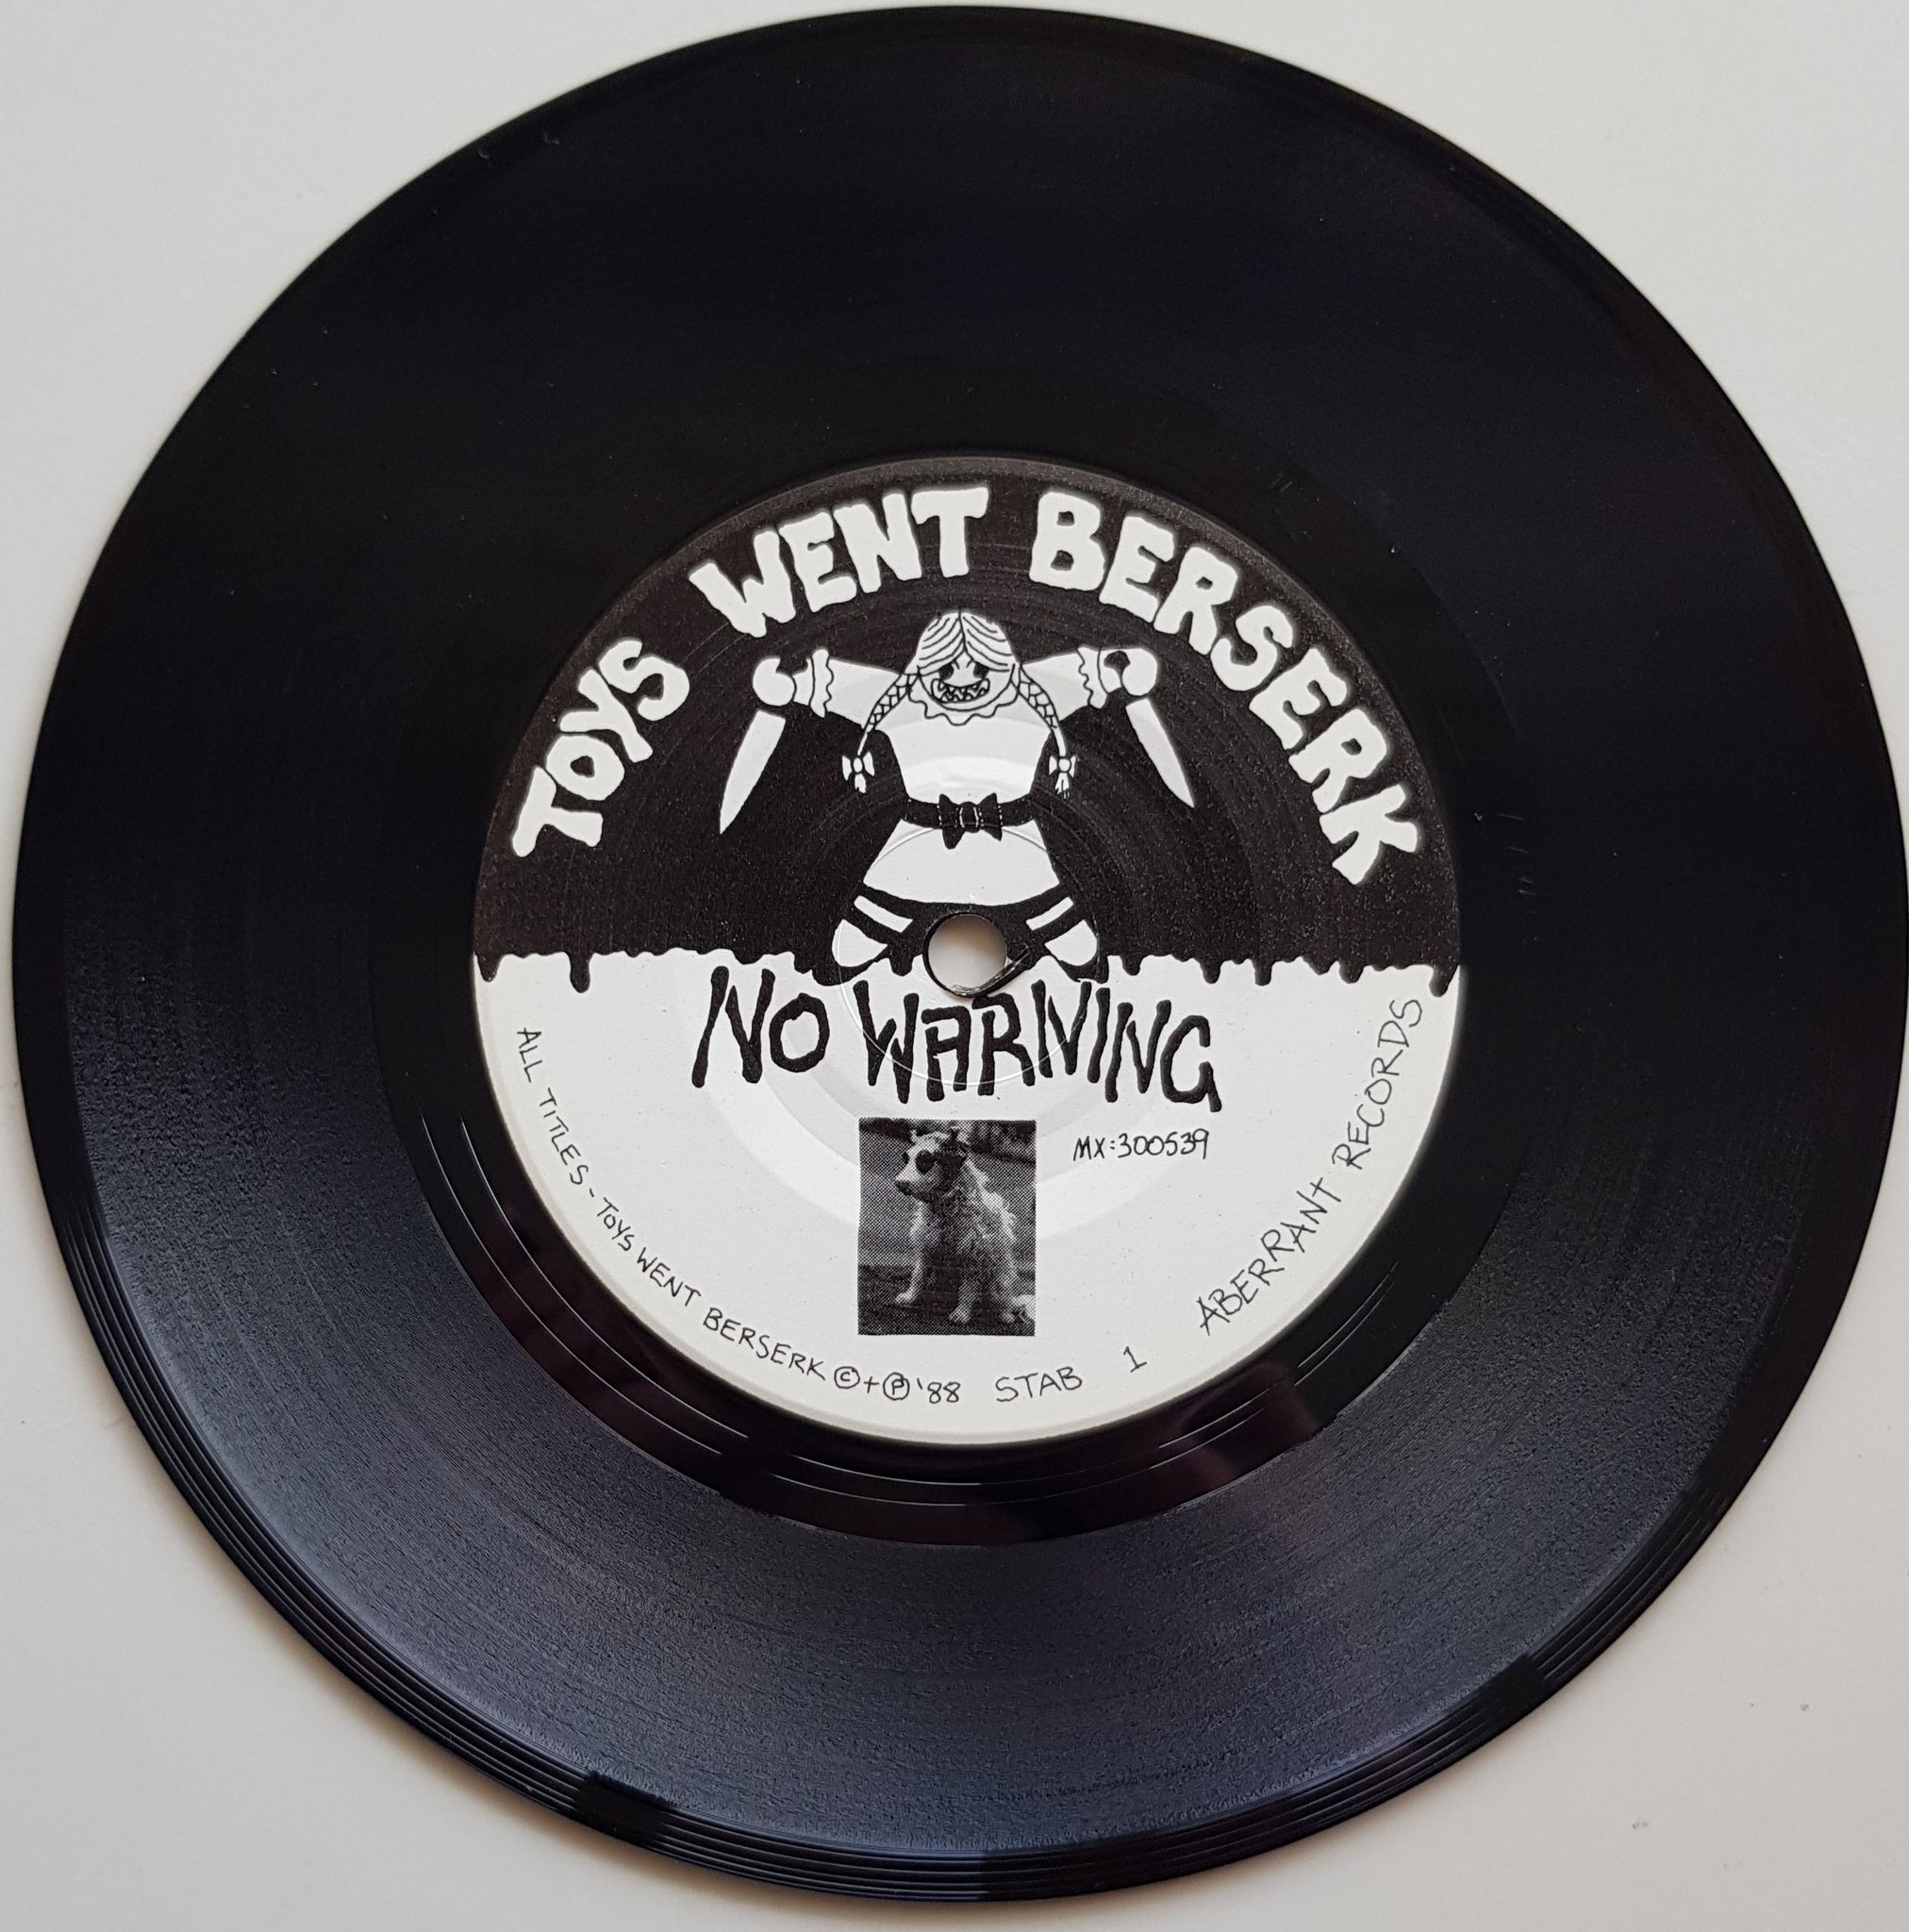 TOYS WENT BERSERK
NO WARNING
MX:300539
ALL TITLES - TOYS WENT BERSERK ©+℗ '88 STAB 1
ABERRANT RECORDS